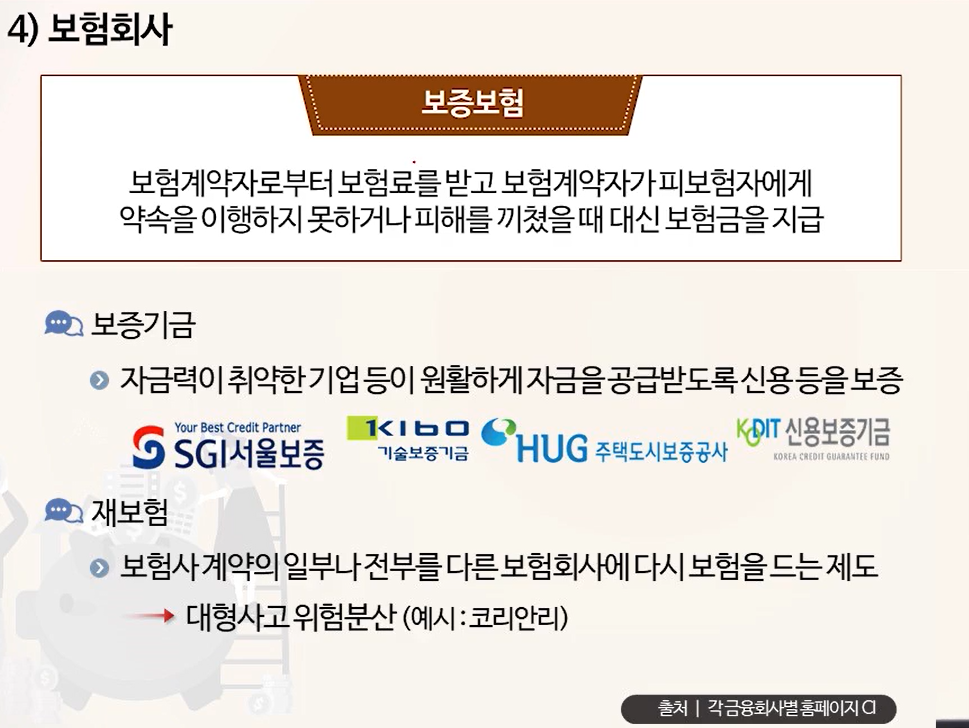 4) 보험회사
보증보험
보험계약자로부터 보험료를 받고 보험계약자가 피보험자에게
약속을 이행하지 못하거나 피해를 끼쳤을 때 대신 보험금을 지급
보증기금
자금력이 취약한 기업 등이 원활하게 자금을 공급받도록 신용 등을 보증
Your Best Credit Partner
SGI서울보증
KIBO
기술보증기금
HUG 주택도시보증공사
KODIT 신용보증기금
KOREA CREDIT GUARANTEE FUND
재보험
보험사 계약의 일부나 전부를 다른 보험회사에 다시 보험을 드는 제도
→ 대형사고 위험분산 (예시 : 코리안리)
출처 | 각 금융회사별 홈페이지 CI